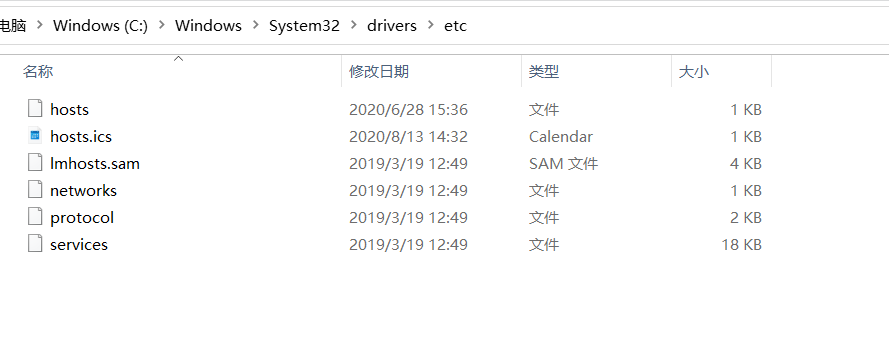 电脑 > Windows (C:) > Windows > System32 > drivers > etc
名称 修改日期 类型 大小
hosts 2020/6/28 15:36 文件 1 KB
hosts.ics 2020/8/13 14:32 Calendar 1 KB
lmhosts.sam 2019/3/19 12:49 SAM 文件 4 KB
networks 2019/3/19 12:49 文件 1 KB
protocol 2019/3/19 12:49 文件 2 KB
services 2019/3/19 12:49 文件 18 KB